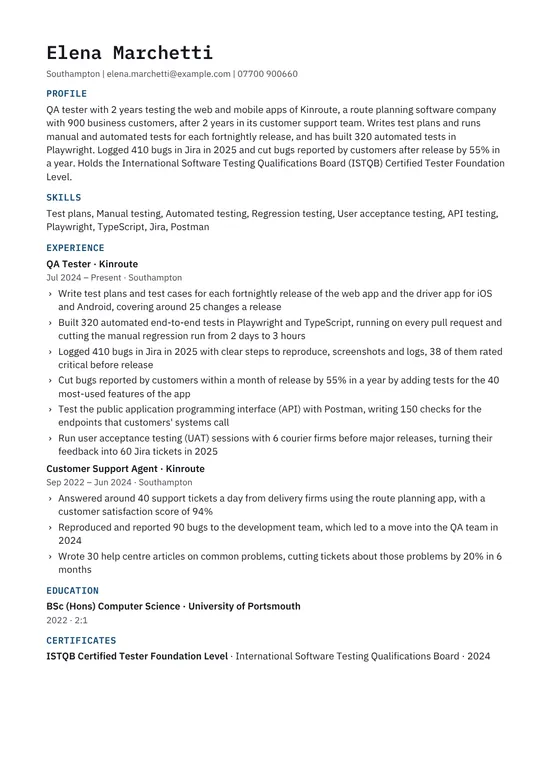 Elena Marchetti
Southampton | elena.marchetti@example.com | 07700 900660
PROFILE
QA tester with 2 years testing the web and mobile apps of Kinroute, a route planning software company
with 900 business customers, after 2 years in its customer support team. Writes test plans and runs
manual and automated tests for each fortnightly release, and has built 320 automated tests in
Playwright. Logged 410 bugs in Jira in 2025 and cut bugs reported by customers after release by 55% in
a year. Holds the International Software Testing Qualifications Board (ISTQB) Certified Tester Foundation
Level.
SKILLS
Test plans, Manual testing, Automated testing, Regression testing, User acceptance testing, API testing,
Playwright, TypeScript, Jira, Postman
EXPERIENCE
QA Tester · Kinroute
Jul 2024 – Present · Southampton
› Write test plans and test cases for each fortnightly release of the web app and the driver app for iOS
and Android, covering around 25 changes a release
› Built 320 automated end-to-end tests in Playwright and TypeScript, running on every pull request and
cutting the manual regression run from 2 days to 3 hours
› Logged 410 bugs in Jira in 2025 with clear steps to reproduce, screenshots and logs, 38 of them rated
critical before release
› Cut bugs reported by customers within a month of release by 55% in a year by adding tests for the 40
most-used features of the app
› Test the public application programming interface (API) with Postman, writing 150 checks for the
endpoints that customers' systems call
› Run user acceptance testing (UAT) sessions with 6 courier firms before major releases, turning their
feedback into 60 Jira tickets in 2025
Customer Support Agent · Kinroute
Sep 2022 – Jun 2024 · Southampton
› Answered around 40 support tickets a day from delivery firms using the route planning app, with a
customer satisfaction score of 94%
› Reproduced and reported 90 bugs to the development team, which led to a move into the QA team in
2024
› Wrote 30 help centre articles on common problems, cutting tickets about those problems by 20% in 6
months
EDUCATION
BSc (Hons) Computer Science · University of Portsmouth
2022 · 2:1
CERTIFICATES
ISTQB Certified Tester Foundation Level · International Software Testing Qualifications Board · 2024